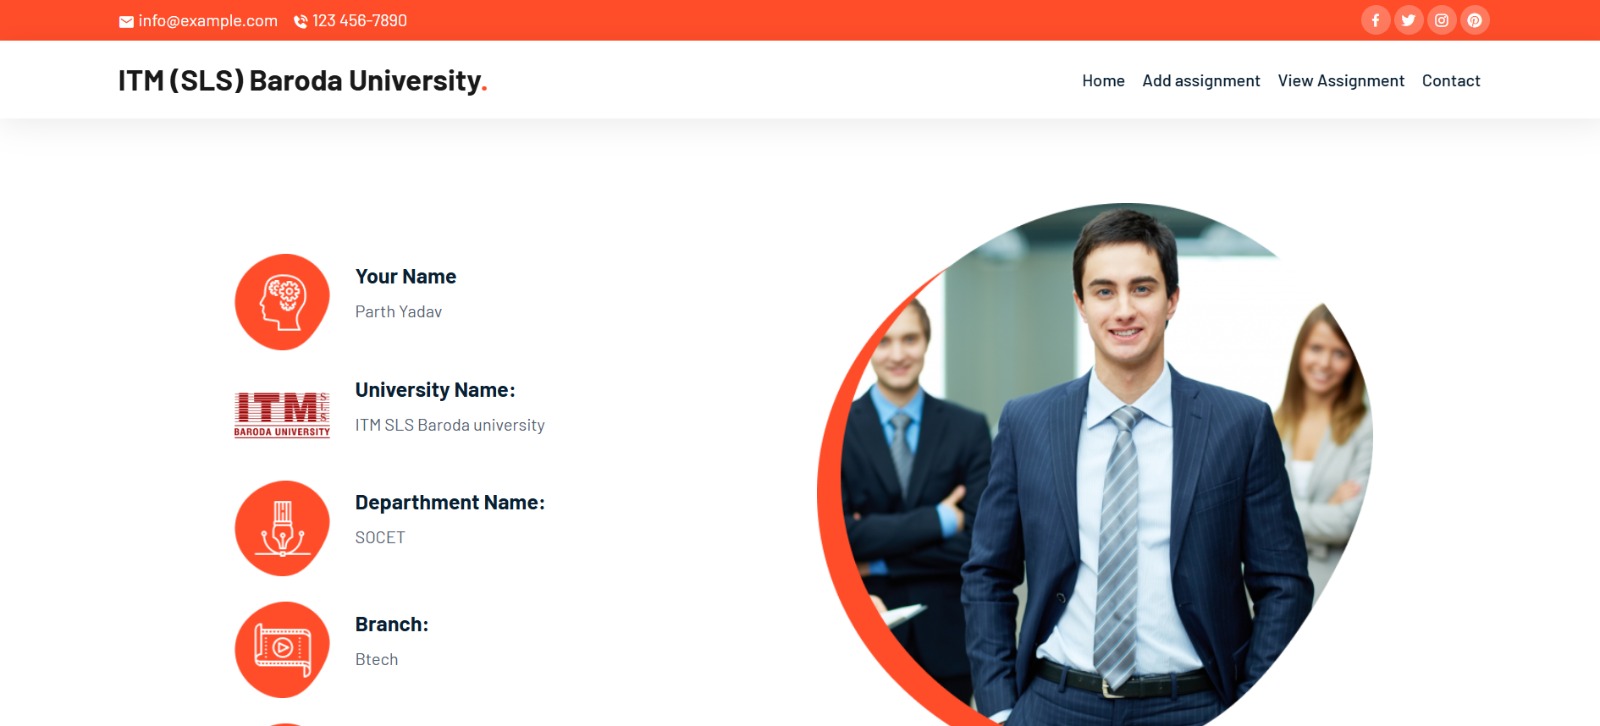 info@example.com 123 456-7890
ITM (SLS) Baroda University.
Home Add assignment View Assignment Contact
Your Name
Parth Yadav
ITM SLS
BARODA UNIVERSITY
University Name:
ITM SLS Baroda university
Departhment Name:
SOCET
Branch:
Btech